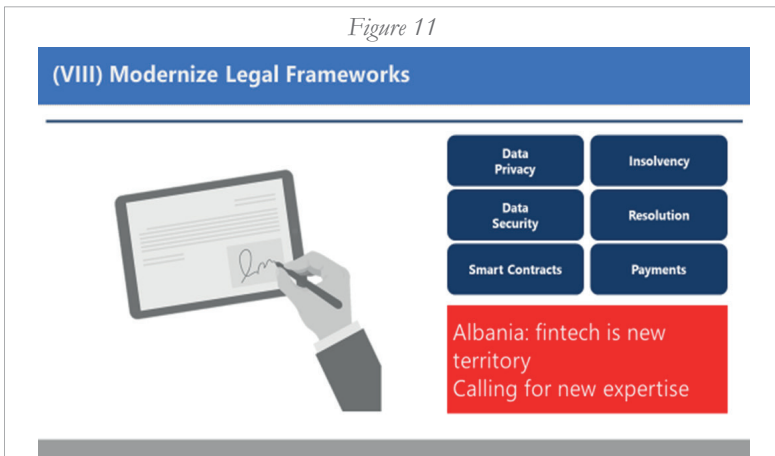 Figure 11
(VIII) Modernize Legal Frameworks
Data
Privacy
Insolvency
Data
Security
Resolution
Smart Contracts
Payments
Albania: fintech is new
territory
Calling for new expertise